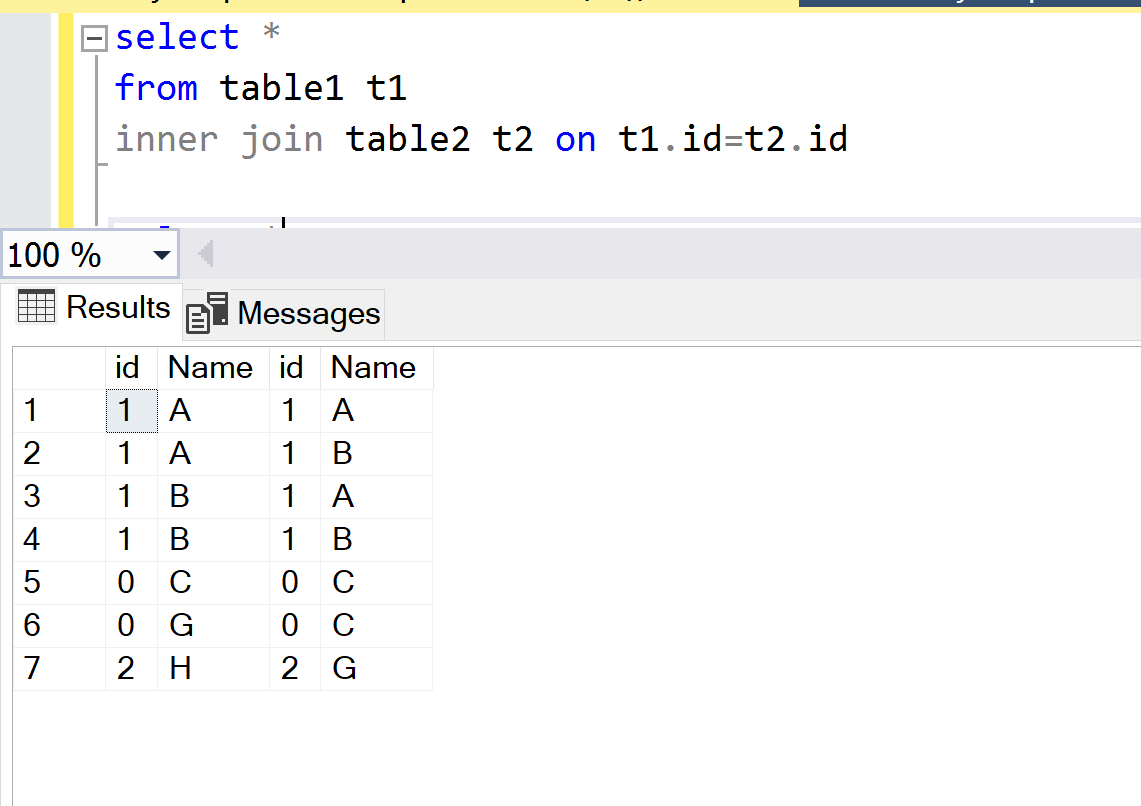 select *
from table1 t1
inner join table2 t2 on t1.id=t2.id
100 %
Results Messages
id Name id Name
1 1 A 1 A
2 1 A 1 B
3 1 B 1 A
4 1 B 1 B
5 0 C 0 C
6 0 G 0 C
7 2 H 2 G